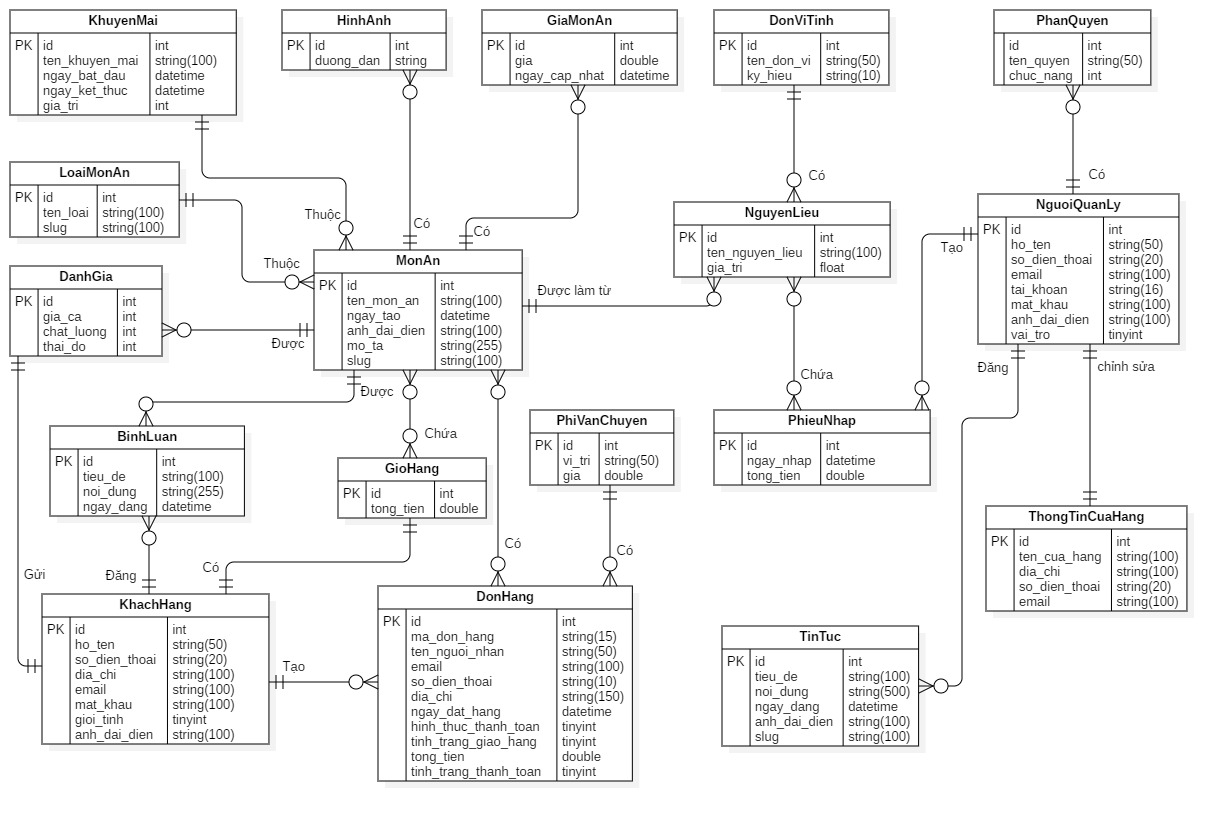 KhuyenMai
PK id int
ten_khuyen_mai string(100)
ngay_bat_dau datetime
ngay_ket_thuc datetime
gia_tri int
HinhAnh
PK id int
duong_dan string
GiaMonAn
PK id int
gia double
ngay_cap_nhat datetime
DonViTinh
PK id int
ten_don_vi string(50)
ky_hieu string(10)
PhanQuyen
PK id int
ten_quyen string(50)
chuc_nang int
LoaiMonAn
PK id int
ten_loai string(100)
slug string(100)
Thuộc
Có
Có
Có
Có
NguyenLieu
PK id int
ten_nguyen_lieu string(100)
gia_tri float
NguoiQuanLy
PK id int
ho_ten string(50)
so_dien_thoai string(20)
email string(100)
tai_khoan string(16)
mat_khau string(100)
anh_dai_dien string(100)
vai_tro tinyint
Tạo
Thuộc
DanhGia
PK id int
gia_ca int
chat_luong int
thai_do int
MonAn
PK id int
ten_mon_an string(100)
ngay_tao datetime
anh_dai_dien string(100)
mo_ta string(255)
slug string(100)
Được làm từ
Được
Được
Chứa
Đăng
chỉnh sửa
BinhLuan
PK id int
tieu_de string(100)
noi_dung string(255)
ngay_dang datetime
Chứa
GioHang
PK id int
tong_tien double
PhiVanChuyen
PK id int
vi_tri string(50)
gia double
PhieuNhap
PK id int
ngay_nhap datetime
tong_tien double
ThongTinCuaHang
PK id int
ten_cua_hang string(100)
dia_chi string(100)
so_dien_thoai string(20)
email string(100)
Gửi
Đăng
Có
Có
Có
KhachHang
PK id int
ho_ten string(50)
so_dien_thoai string(20)
dia_chi string(100)
email string(100)
mat_khau string(100)
gioi_tinh tinyint
anh_dai_dien string(100)
Tạo
DonHang
PK id int
ma_don_hang string(15)
ten_nguoi_nhan string(50)
email string(100)
so_dien_thoai string(10)
dia_chi string(150)
ngay_dat_hang datetime
hinh_thuc_thanh_toan tinyint
tinh_trang_giao_hang tinyint
tong_tien double
tinh_trang_thanh_toan tinyint
TinTuc
PK id int
tieu_de string(100)
noi_dung string(500)
ngay_dang datetime
anh_dai_dien string(100)
slug string(100)